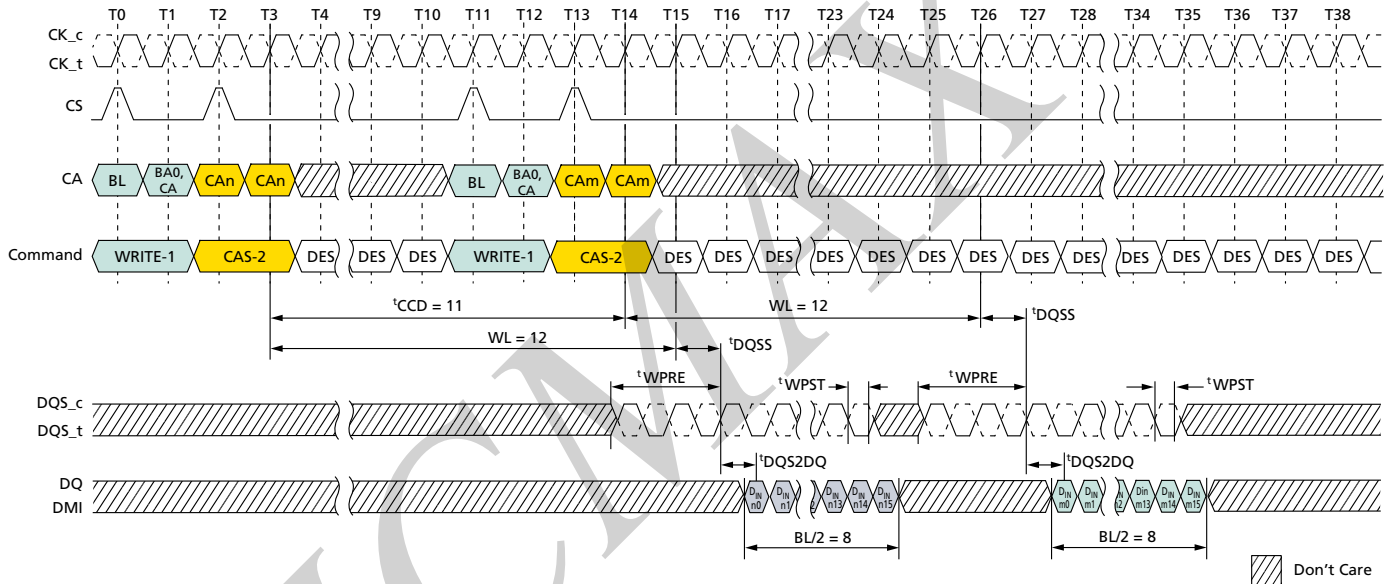 T0 T1 T2 T3 T4 T9 T10 T11 T12 T13 T14 T15 T16 T17 T23 T24 T25 T26 T27 T28 T34 T35 T36 T37 T38
CK_c
CK_t
CS
CA BL BA0, CA CAn CAn BL BA0, CA CAm CAm
Command WRITE-1 CAS-2 DES DES DES WRITE-1 CAS-2 DES DES DES DES DES DES DES DES DES DES DES DES DES DES
tCCD = 11 WL = 12 tDQSS
WL = 12 tDQSS
tWPRE tWPST tWPRE tWPST
DQS_c
DQS_t
tDQS2DQ tDQS2DQ
DQ
DMI
DIN n0 DIN n1 DIN n13 DIN n14 DIN n15 DIN m0 DIN m1 Din m13 DIN m14 DIN m15
BL/2 = 8 BL/2 = 8
Don't Care
ICMAX